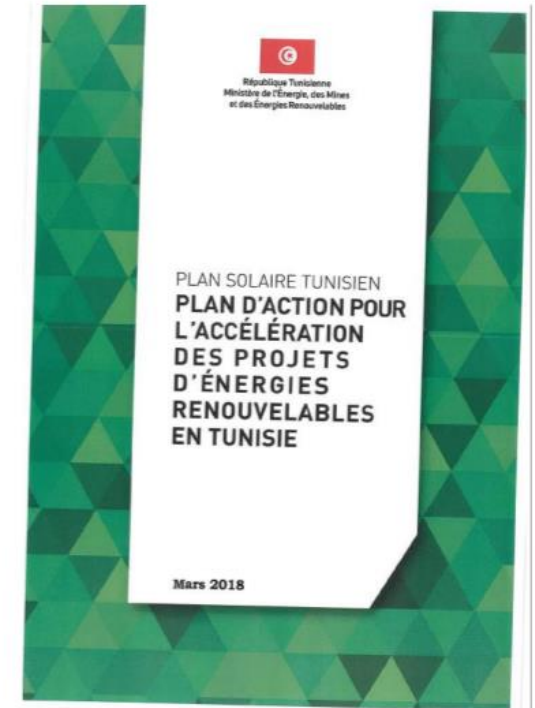 République Tunisienne
Ministère de l'Énergie, des Mines
et des Énergies Renouvelables
PLAN SOLAIRE TUNISIEN
PLAN D'ACTION POUR
L'ACCÉLÉRATION
DES PROJETS
D'ÉNERGIES
RENOUVELABLES
EN TUNISIE
Mars 2018